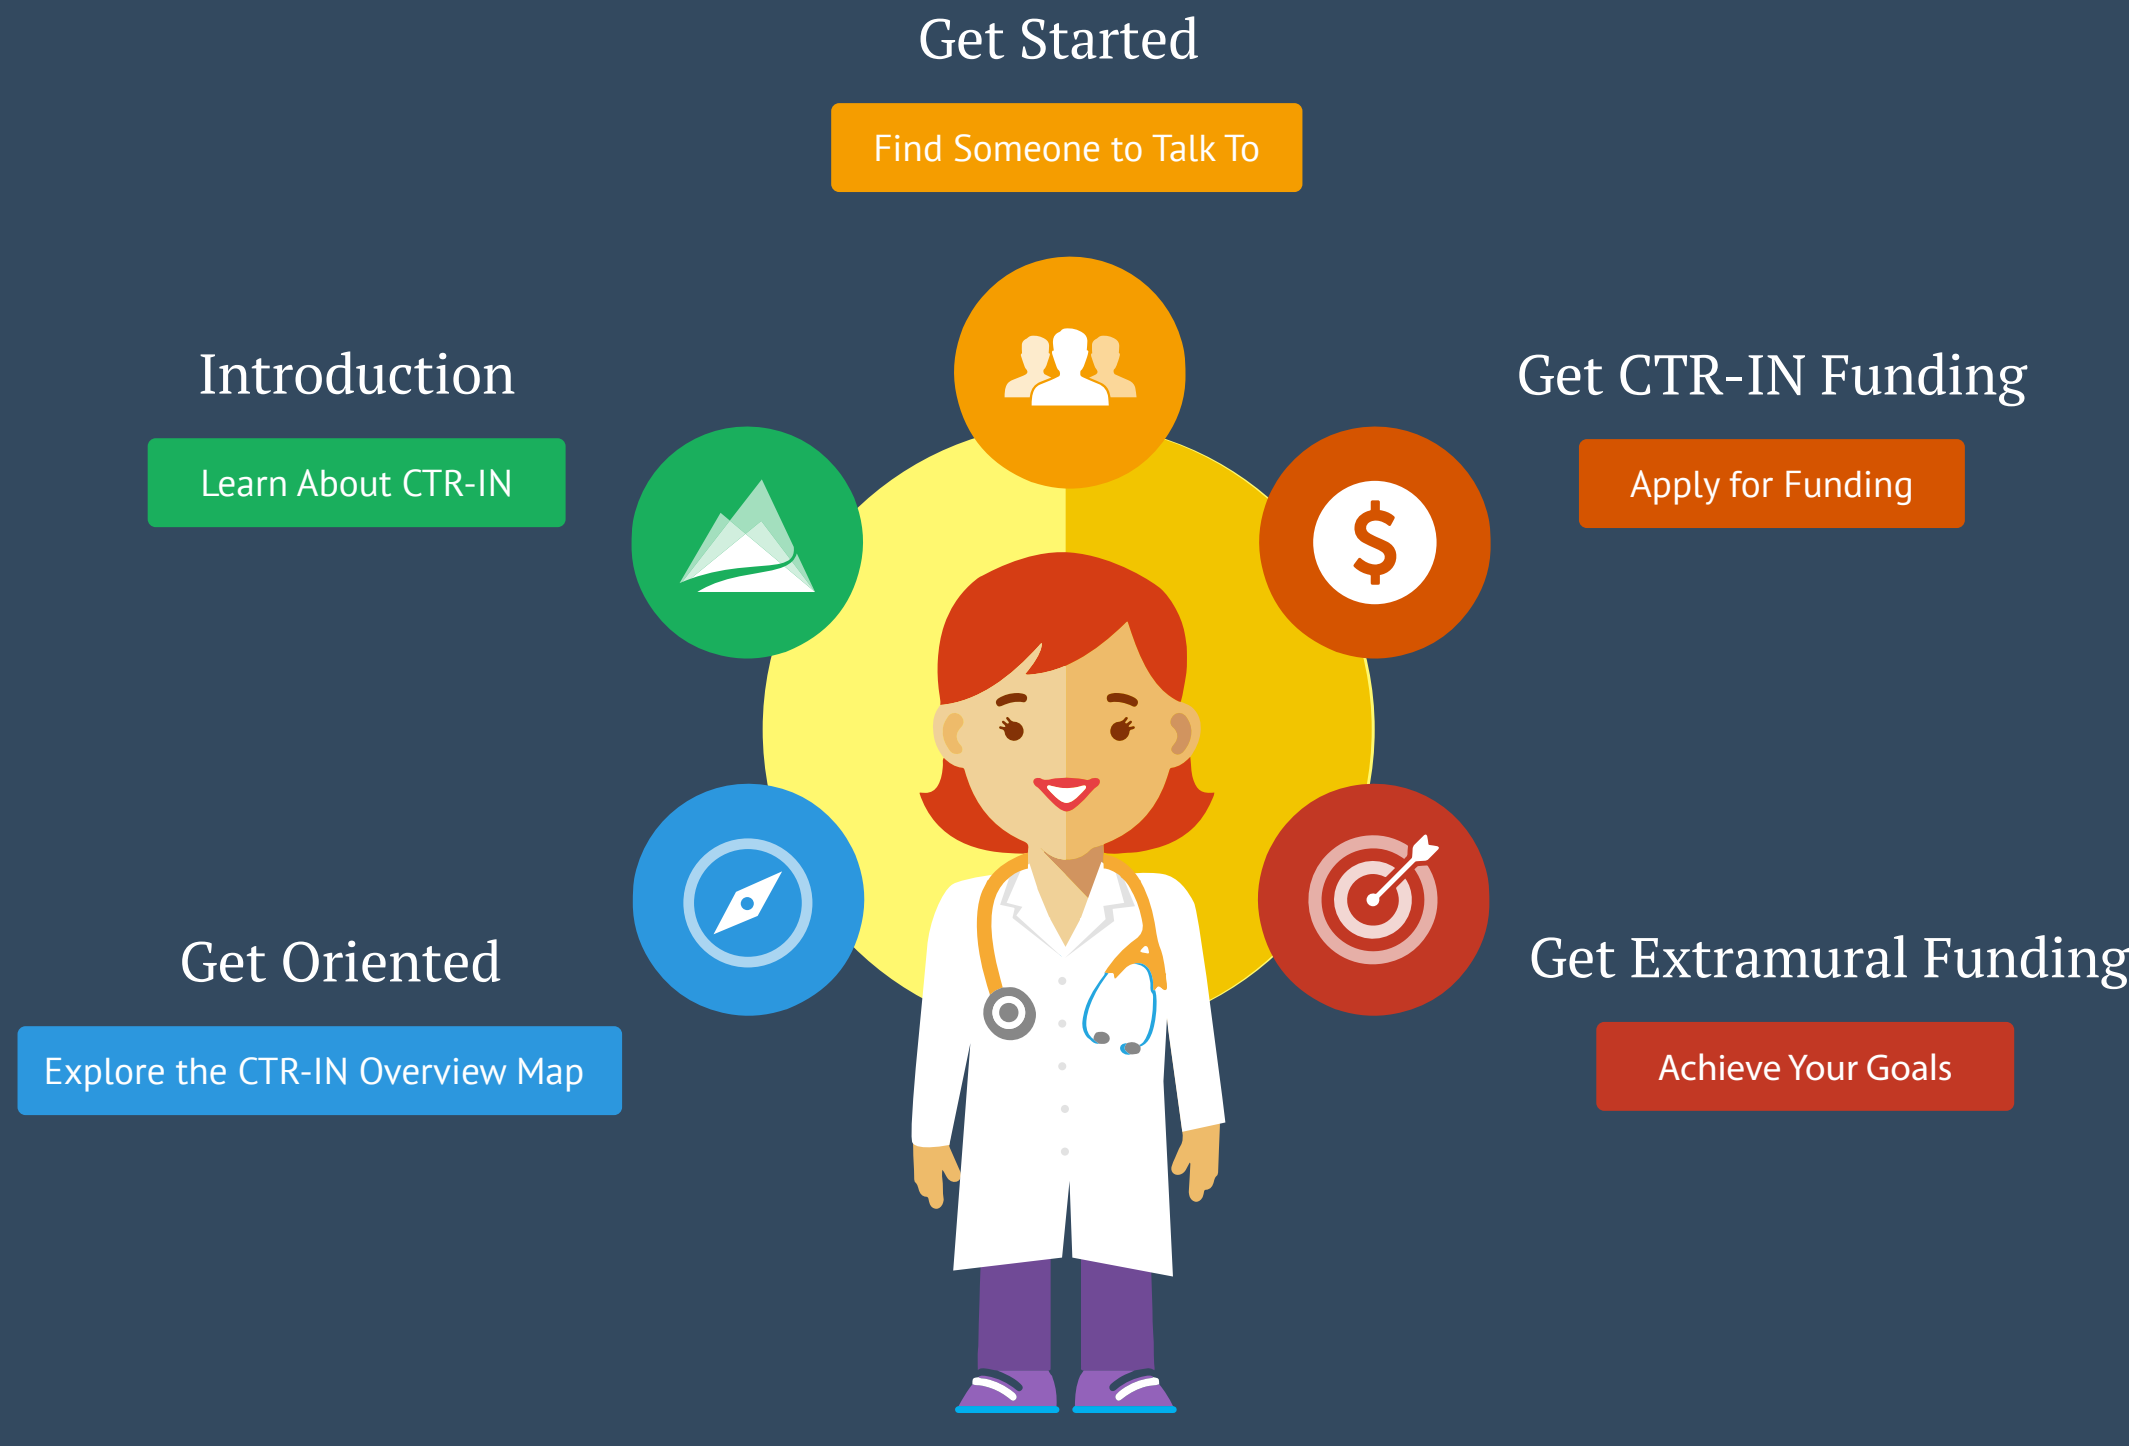 Get Started
Find Someone to Talk To
Introduction
Learn About CTR-IN
Get CTR-IN Funding
Apply for Funding
$
Get Oriented
Explore the CTR-IN Overview Map
Get Extramural Funding
Achieve Your Goals